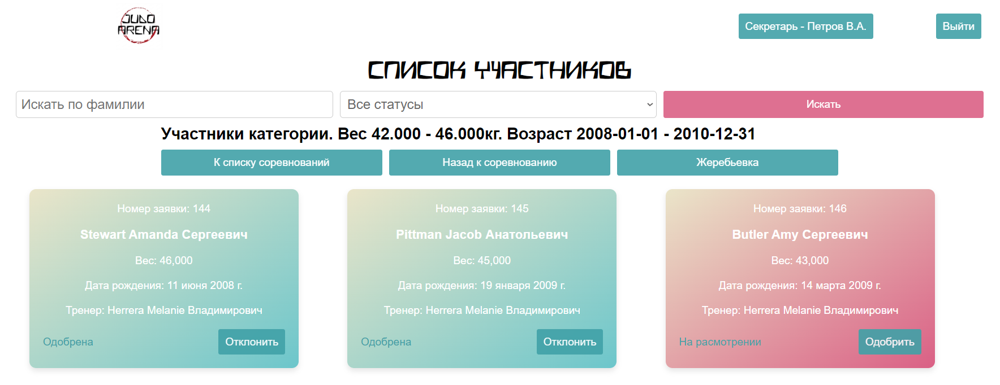 JUDO
ARENA
Секретарь - Петров В.А.
Выйти
СПИСОК УЧАСТНИКОВ
Искать по фамилии
Все статусы
Искать
Участники категории. Вес 42.000 - 46.000кг. Возраст 2008-01-01 - 2010-12-31
К списку соревнований
Назад к соревнованию
Жеребьевка
Номер заявки: 144
Stewart Amanda Сергеевич
Вес: 46,000
Дата рождения: 11 июня 2008 г.
Тренер: Herrera Melanie Владимирович
Одобрена
Отклонить
Номер заявки: 145
Pittman Jacob Анатольевич
Вес: 45,000
Дата рождения: 19 января 2009 г.
Тренер: Herrera Melanie Владимирович
Одобрена
Отклонить
Номер заявки: 146
Butler Amy Сергеевич
Вес: 43,000
Дата рождения: 14 марта 2009 г.
Тренер: Herrera Melanie Владимирович
На расмотрении
Одобрить